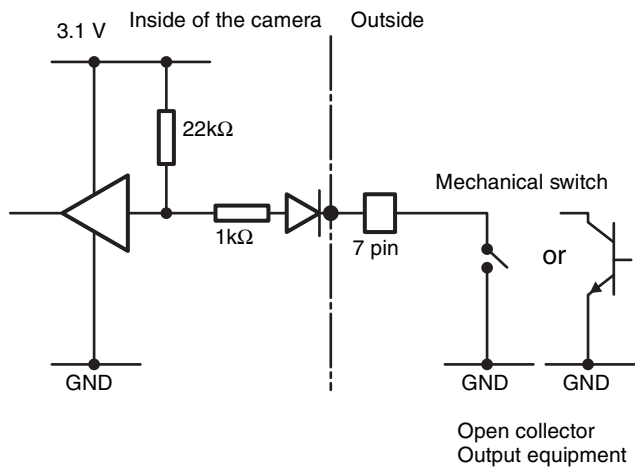 Inside of the camera
Outside
3.1 V
22kΩ
Mechanical switch
1kΩ
7 pin
or
GND
GND
GND
Open collector
Output equipment